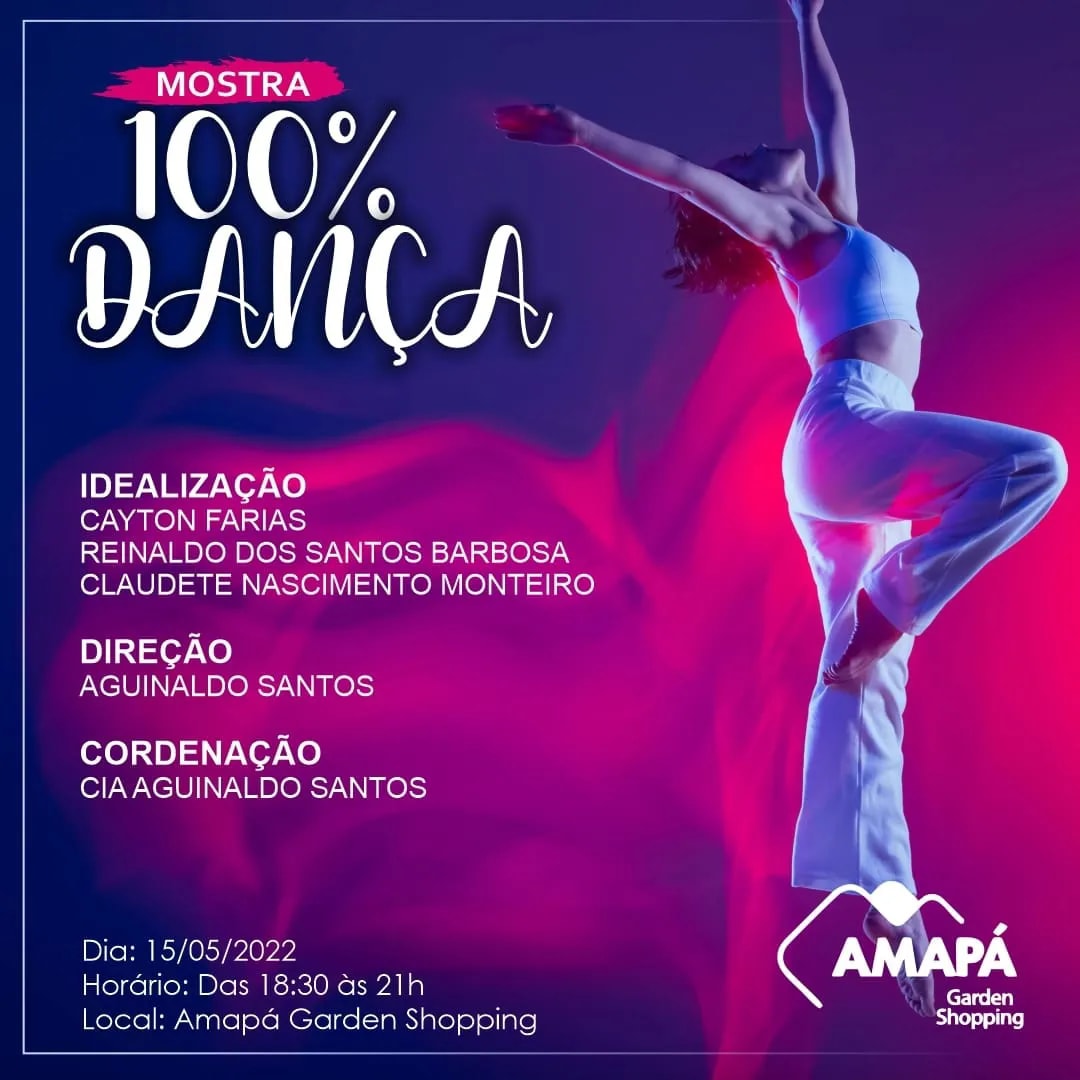 MOSTRA
100%
DANÇA
IDEALIZAÇÃO
CAYTON FARIAS
REINALDO DOS SANTOS BARBOSA
CLAUDETE NASCIMENTO MONTEIRO
DIREÇÃO
AGUINALDO SANTOS
CORDENAÇÃO
CIA AGUINALDO SANTOS
Dia: 15/05/2022
Horário: Das 18:30 às 21h
Local: Amapá Garden Shopping
AMAPÁ
Garden
Shopping